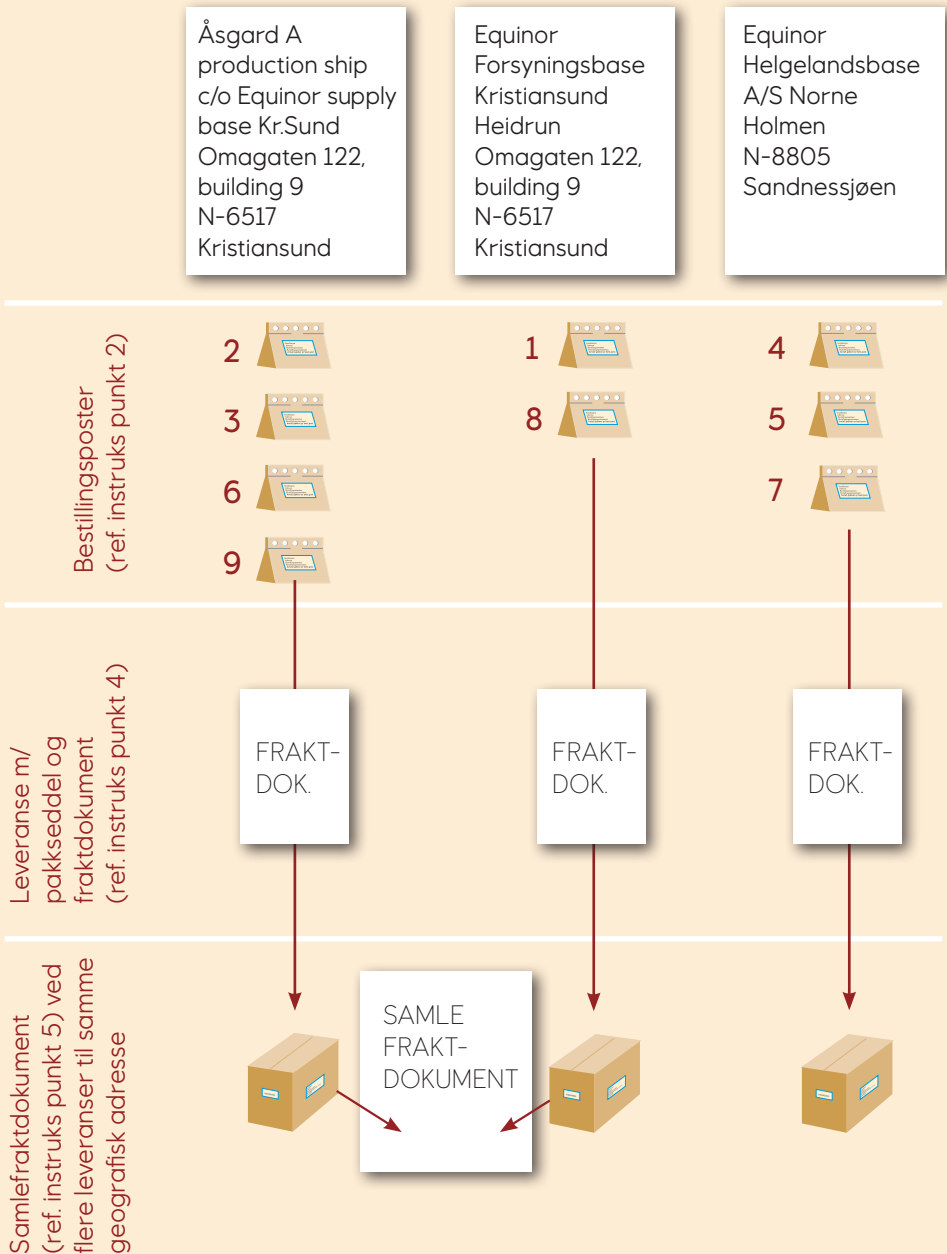 Åsgard A
production ship
c/o Equinor supply
base Kr.Sund
Omagaten 122,
building 9
N-6517
Kristiansund
Equinor
Forsyningsbase
Kristiansund
Heidrun
Omagaten 122,
building 9
N-6517
Kristiansund
Equinor
Helgelandsbase
A/S Norne
Holmen
N-8805
Sandnessjøen
Bestillingsposter
(ref. instruks punkt 2)
2
3
6
9
1
8
4
5
7
Leveranse m/
pakkseddel og
fraktdokument
(ref. instruks punkt 4)
FRAKT-
DOK.
FRAKT-
DOK.
FRAKT-
DOK.
Samlefraktdokument
(ref. instruks punkt 5) ved
flere leveranser til samme
geografisk adresse
SAMLE
FRAKT-
DOKUMENT